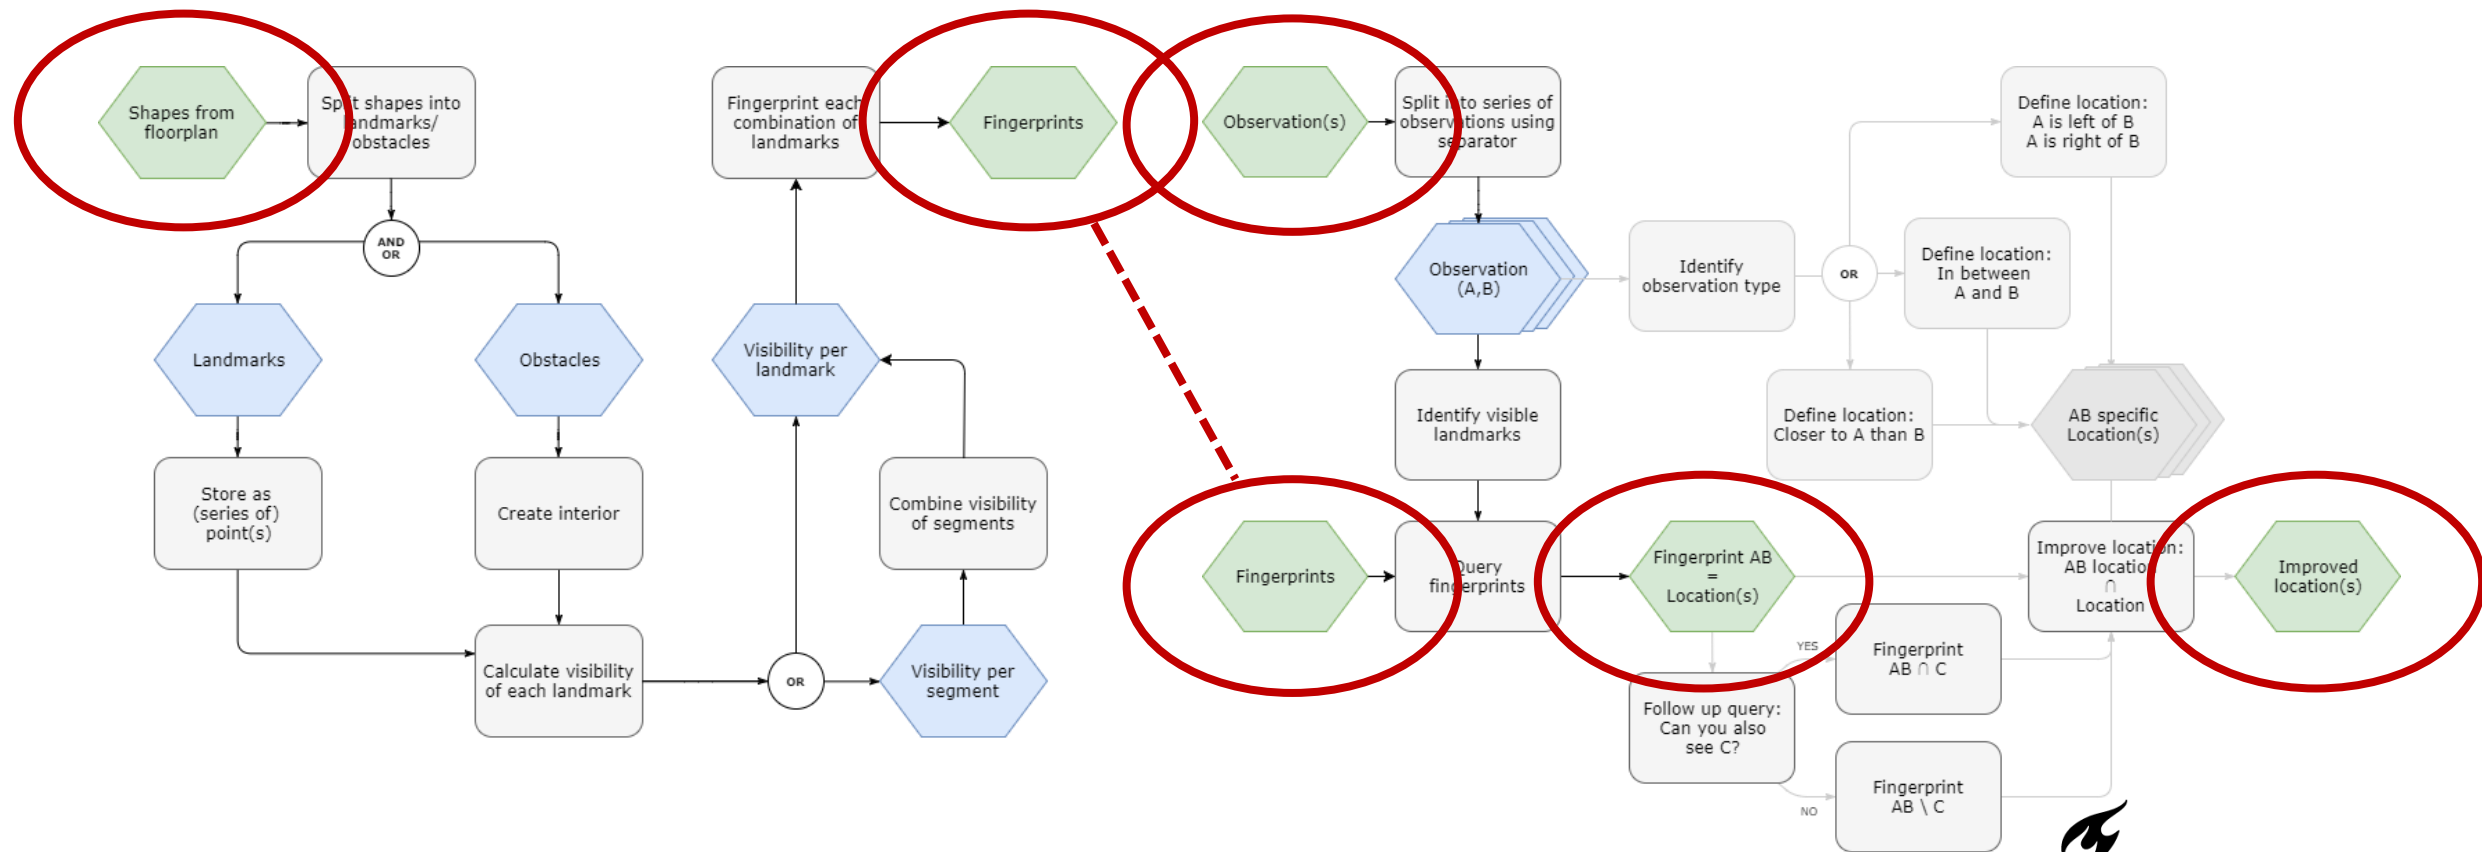 Shapes from
floorplan
Split shapes into
landmarks/
obstacles
AND
OR
Landmarks
Obstacles
Store as
(series of)
point(s)
Create interior
Calculate visibility
of each landmark
OR
Visibility per
segment
Combine visibility
of segments
Visibility per
landmark
Fingerprint each
combination of
landmarks
Fingerprints
Observation(s)
Split into series of
observations using
separator
Observation
(A,B)
Identify
observation type
OR
Define location:
A is left of B
A is right of B
Define location:
In between
A and B
Define location:
Closer to A than B
AB specific
Location(s)
Identify visible
landmarks
Fingerprints
Query
fingerprints
Fingerprint AB
=
Location(s)
Follow up query:
Can you also
see C?
YES
Fingerprint
AB ∩ C
NO
Fingerprint
AB \ C
Improve location:
AB location
∩
Location
Improved
location(s)